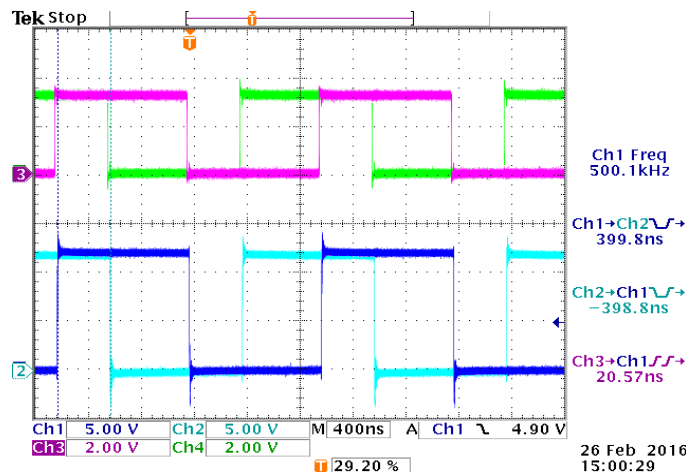 Tek Stop
T
T
3
2
Ch1 Freq
500.1kHz
Ch1→Ch2
399.8ns
Ch2→Ch1
−398.8ns
Ch3→Ch1
20.57ns
Ch1 5.00 V Ch2 5.00 V M 400ns A Ch1 4.90 V
Ch3 2.00 V Ch4 2.00 V
T 29.20 %
26 Feb 2016
15:00:29